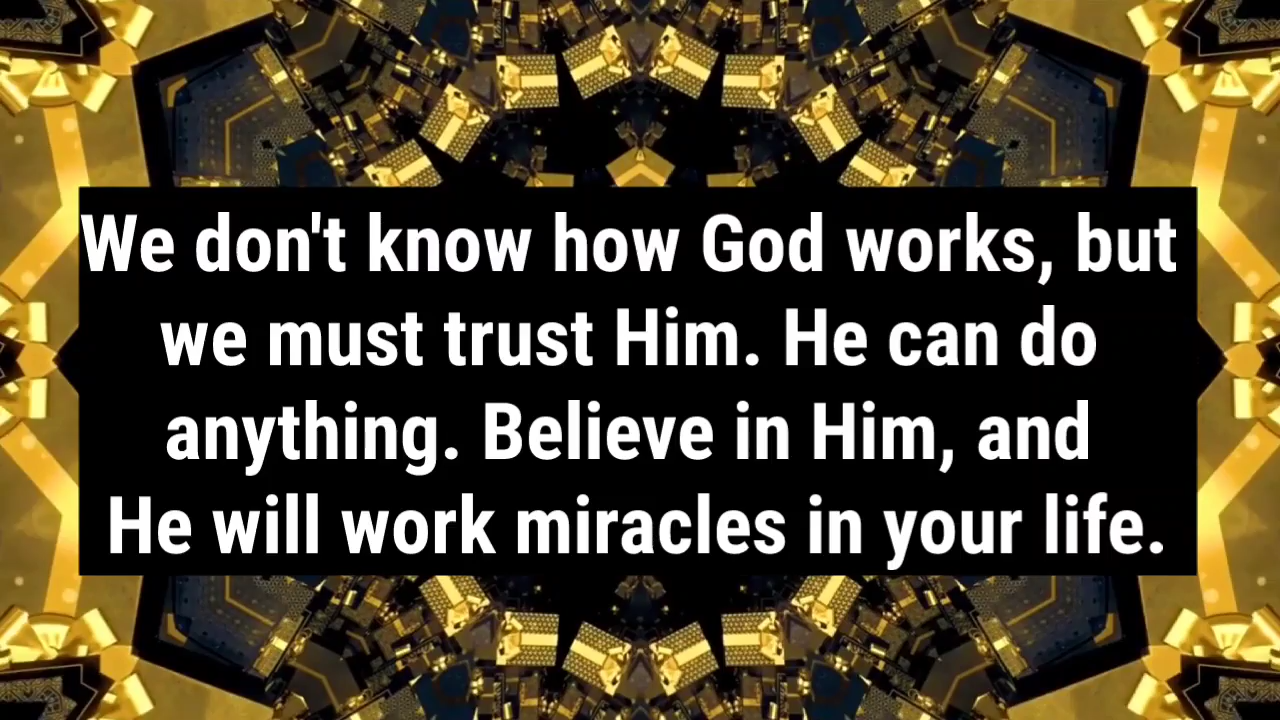 We don't know how God works, but
we must trust Him. He can do
anything. Believe in Him, and
He will work miracles in your life.